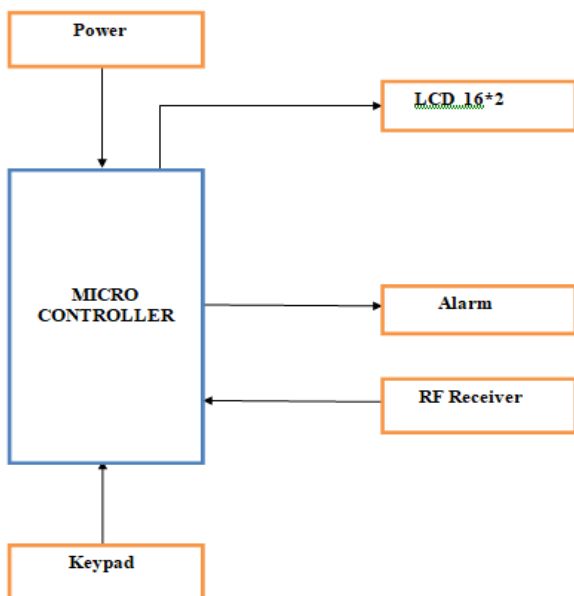 Power
LCD 16*2
MICRO
CONTROLLER
Alarm
RF Receiver
Keypad